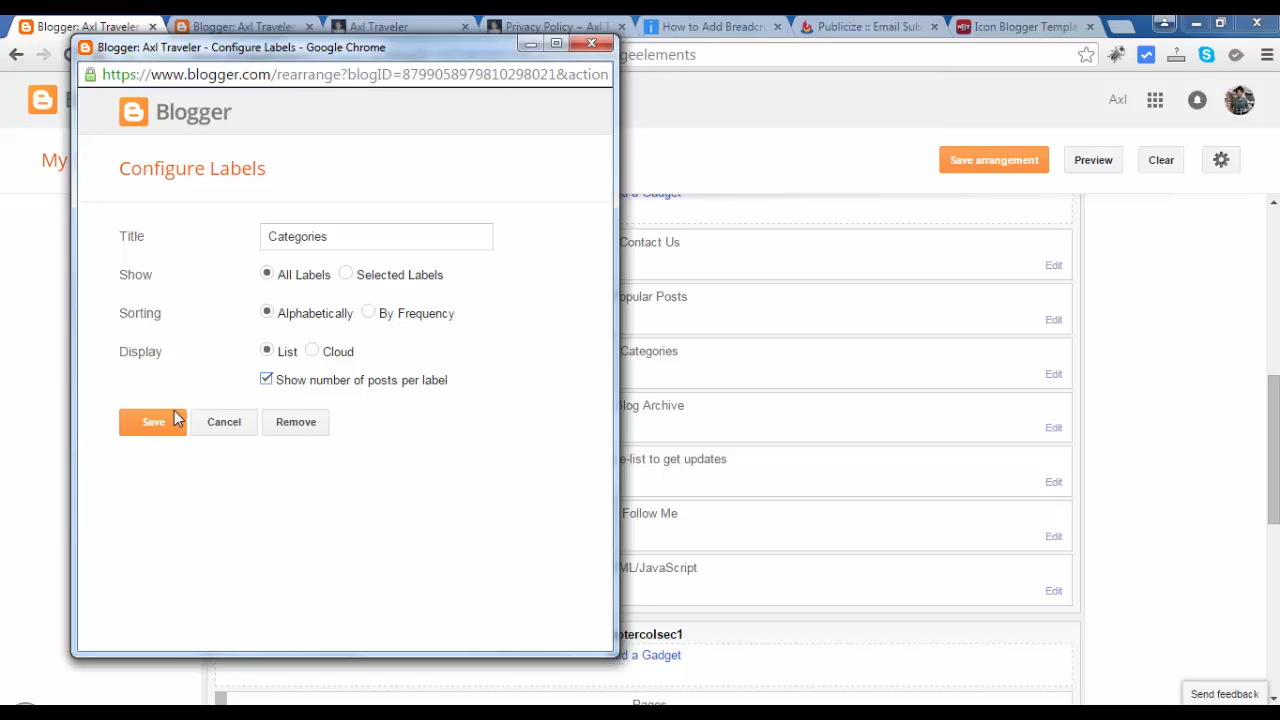 Blogger: Axl Traveler
Blogger: Axl Traveler
Axl Traveler
Privacy Policy ~ Axl T
How to Add Breadcr
Publicize :: Email Sub
Icon Blogger Templa
Blogger: Axl Traveler - Configure Labels - Google Chrome
geelements
https://www.blogger.com/rearrange?blogID=8799058979810298021&action
Blogger
Axl
My
Configure Labels
Save arrangement
Preview
Clear
d a Gadget
Title
Categories
Contact Us
Edit
Show
All Labels
Selected Labels
opular Posts
Sorting
Alphabetically
By Frequency
Edit
Display
List
Cloud
Categories
Edit
Show number of posts per label
Blog Archive
Save
Cancel
Remove
Edit
e-list to get updates
Edit
Follow Me
Edit
ML/JavaScript
Edit
otercolsec1
d a Gadget
Send feedback
Pages